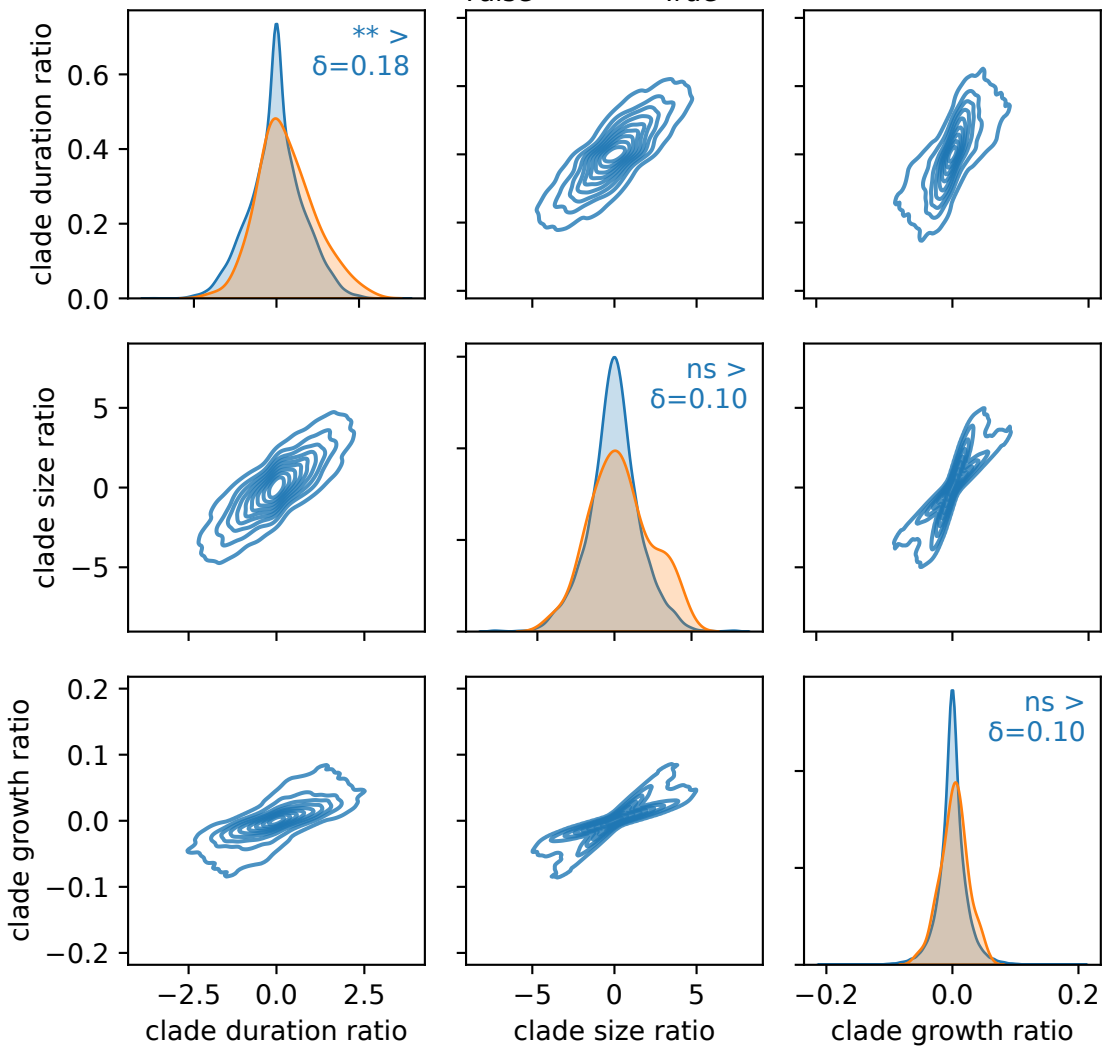 ** >
δ=0.18
clade duration ratio
0.6
0.4
0.2
0.0
ns >
δ=0.10
clade size ratio
5
0
−5
ns >
δ=0.10
clade growth ratio
0.2
0.1
0.0
−0.1
−0.2
−2.5 0.0 2.5 −5 0 5 −0.2 0.0 0.2
clade duration ratio clade size ratio clade growth ratio